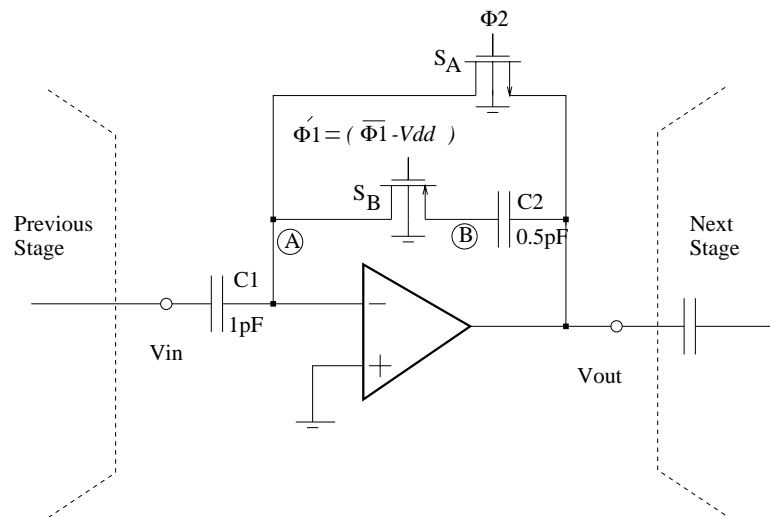 Φ2
S_A
Φ́1 = ( Φ̅1̅ -Vdd )
S_B
C2
Previous
Stage
A
B
0.5pF
Next
Stage
C1
1pF
−
Vin
+
Vout